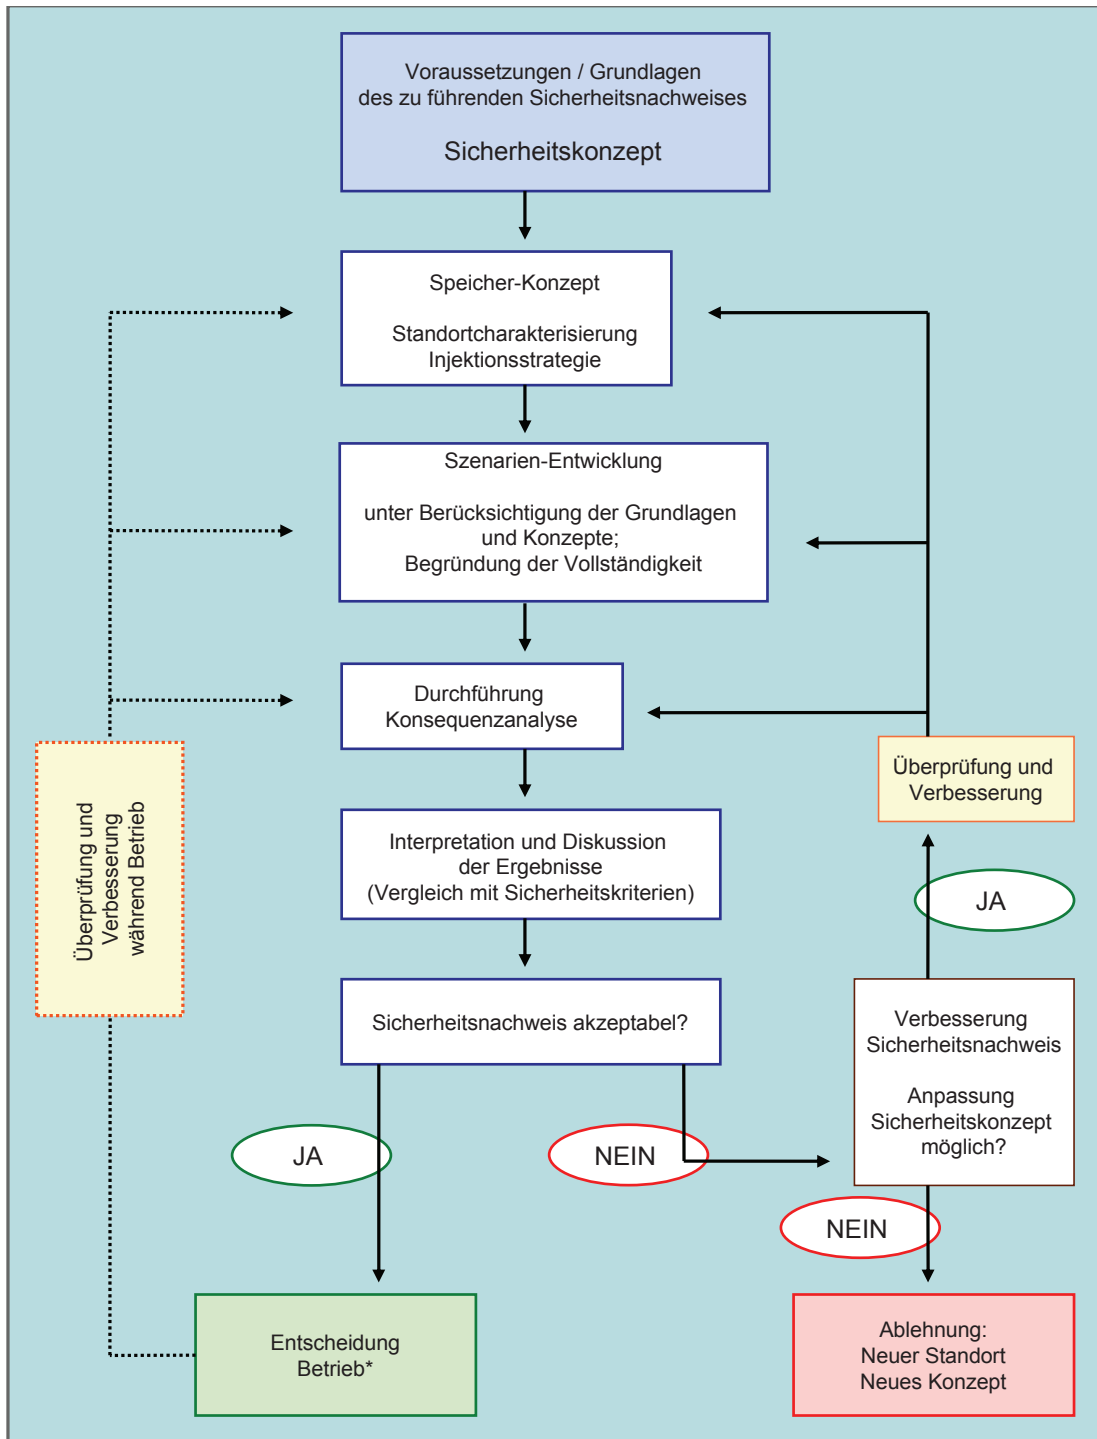 Voraussetzungen / Grundlagen
des zu führenden Sicherheitsnachweises
Sicherheitskonzept
Speicher-Konzept
Standortcharakterisierung
Injektionsstrategie
Szenarien-Entwicklung
unter Berücksichtigung der Grundlagen
und Konzepte;
Begründung der Vollständigkeit
Durchführung
Konsequenzanalyse
Überprüfung und
Verbesserung
während Betrieb
Überprüfung und
Verbesserung
Interpretation und Diskussion
der Ergebnisse
(Vergleich mit Sicherheitskriterien)
JA
Sicherheitsnachweis akzeptabel?
Verbesserung
Sicherheitsnachweis
Anpassung
Sicherheitskonzept
möglich?
JA
NEIN
NEIN
Entscheidung
Betrieb*
Ablehnung:
Neuer Standort
Neues Konzept